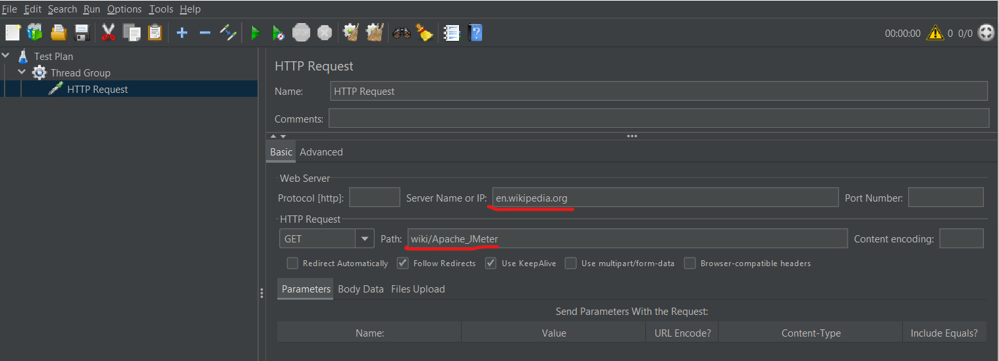 File Edit Search Run Options Tools Help
STOP 00:00:00 0 0/0
Test Plan
Thread Group
HTTP Request
HTTP Request
Name: HTTP Request
Comments:
Basic Advanced
Web Server
Protocol [http]: Server Name or IP: en.wikipedia.org Port Number:
HTTP Request
GET Path: wiki/Apache_JMeter Content encoding:
Redirect Automatically Follow Redirects Use KeepAlive Use multipart/form-data Browser-compatible headers
Parameters Body Data Files Upload
Send Parameters With the Request:
Name: Value URL Encode? Content-Type Include Equals?